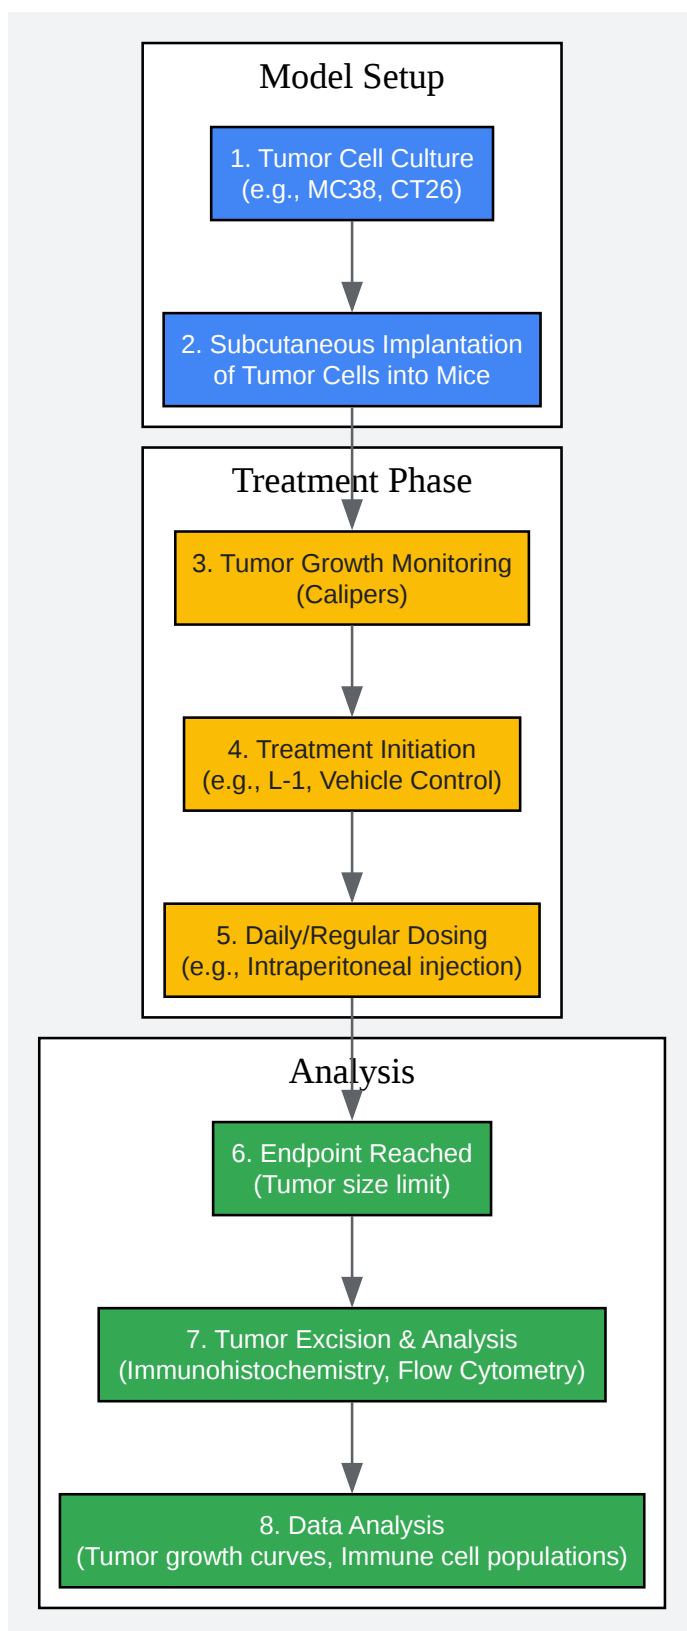 Model Setup
1. Tumor Cell Culture
(e.g., MC38, CT26)
2. Subcutaneous Implantation
of Tumor Cells into Mice
Treatment Phase
3. Tumor Growth Monitoring
(Calipers)
4. Treatment Initiation
(e.g., L-1, Vehicle Control)
5. Daily/Regular Dosing
(e.g., Intraperitoneal injection)
Analysis
6. Endpoint Reached
(Tumor size limit)
7. Tumor Excision & Analysis
(Immunohistochemistry, Flow Cytometry)
8. Data Analysis
(Tumor growth curves, Immune cell populations)